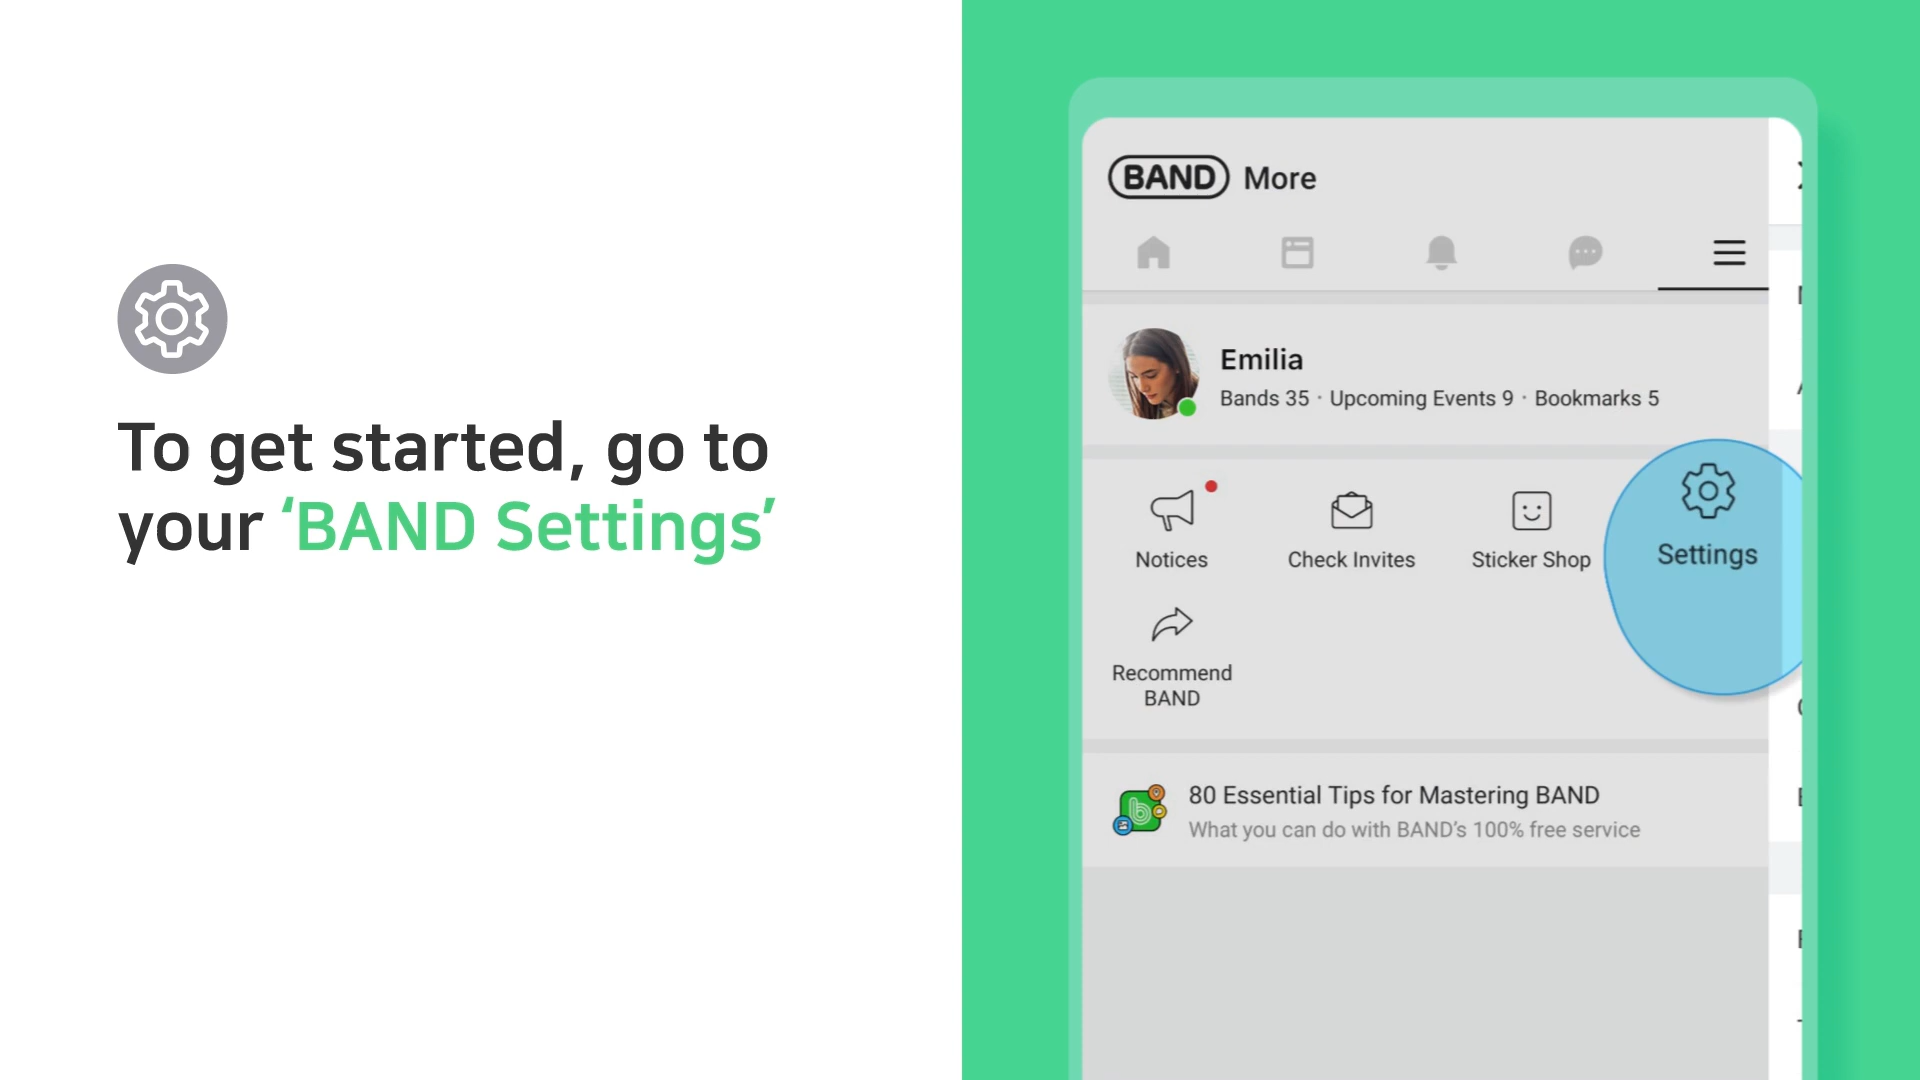 To get started, go to
your ‘BAND Settings’
BAND More
Emilia
Bands 35 · Upcoming Events 9 · Bookmarks 5
Notices
Check Invites
Sticker Shop
Settings
Recommend
BAND
80 Essential Tips for Mastering BAND
What you can do with BAND's 100% free service